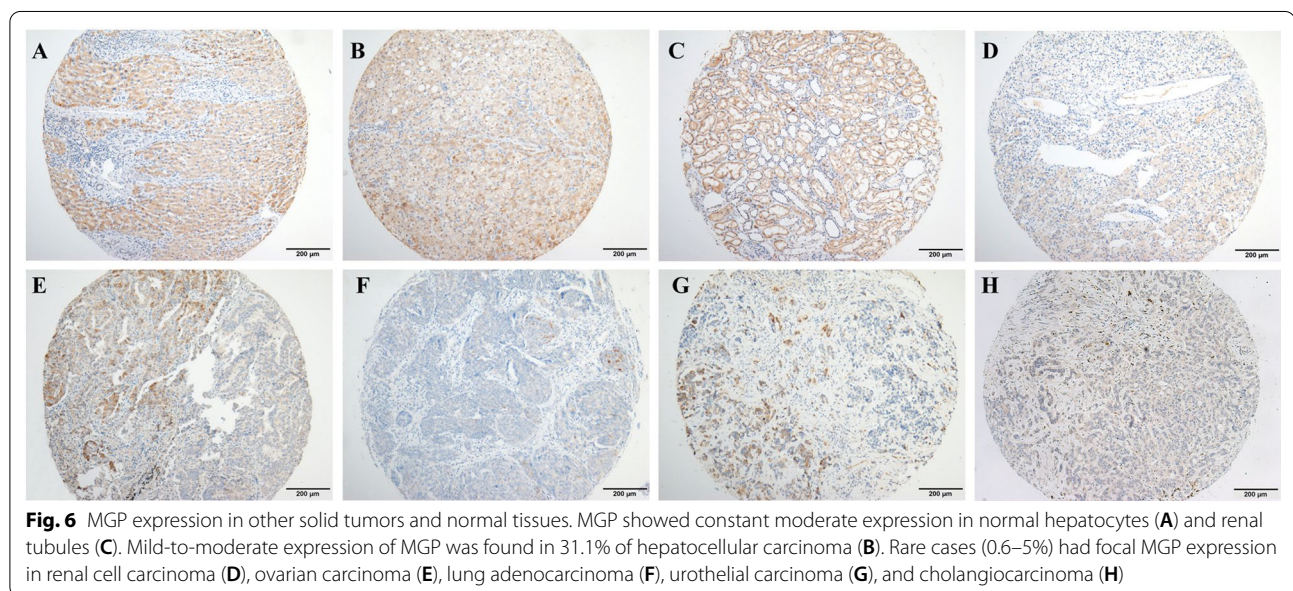 A
B
C
D
200 µm
200 µm
200 µm
200 µm
E
F
G
H
200 µm
200 µm
200 µm
200 µm
Fig. 6 MGP expression in other solid tumors and normal tissues. MGP showed constant moderate expression in normal hepatocytes (A) and renal
tubules (C). Mild-to-moderate expression of MGP was found in 31.1% of hepatocellular carcinoma (B). Rare cases (0.6–5%) had focal MGP expression
in renal cell carcinoma (D), ovarian carcinoma (E), lung adenocarcinoma (F), urothelial carcinoma (G), and cholangiocarcinoma (H)